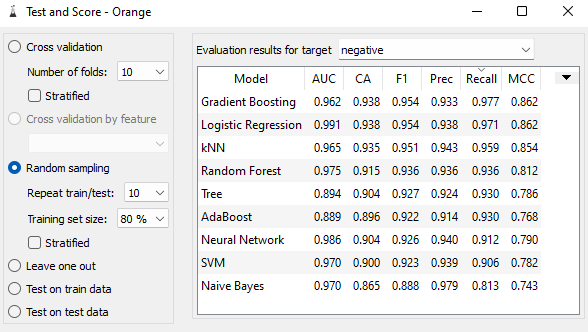 Test and Score - Orange
Cross validation
Number of folds: 10
Stratified
Cross validation by feature
Random sampling
Repeat train/test: 10
Training set size: 80 %
Stratified
Leave one out
Test on train data
Test on test data
Evaluation results for target negative
Model AUC CA F1 Prec Recall MCC
Gradient Boosting 0.962 0.938 0.954 0.933 0.977 0.862
Logistic Regression 0.991 0.938 0.954 0.938 0.971 0.862
kNN 0.965 0.935 0.951 0.943 0.959 0.854
Random Forest 0.975 0.915 0.936 0.936 0.936 0.812
Tree 0.894 0.904 0.927 0.924 0.930 0.786
AdaBoost 0.889 0.896 0.922 0.914 0.930 0.768
Neural Network 0.986 0.904 0.926 0.940 0.912 0.790
SVM 0.970 0.900 0.923 0.939 0.906 0.782
Naive Bayes 0.970 0.865 0.888 0.979 0.813 0.743